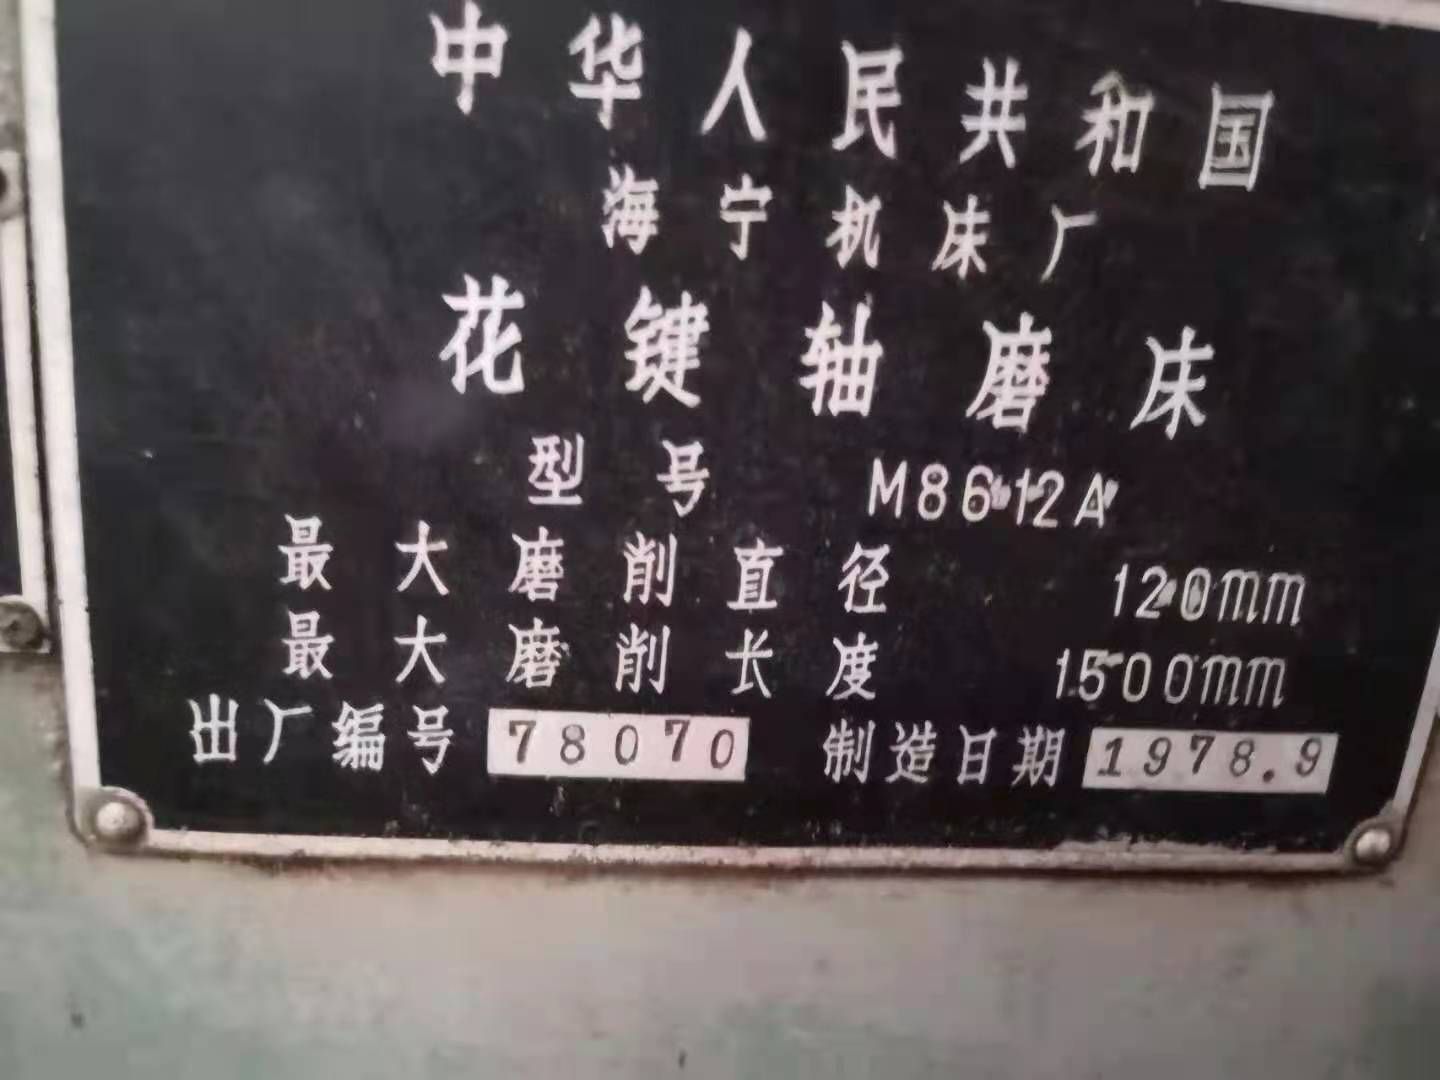 中华人民共和国
海宁机床厂
花键轴磨床
型号 M8612A
最大磨削直径 120mm
最大磨削长度 1500mm
出厂编号 78070 制造日期 1978.9